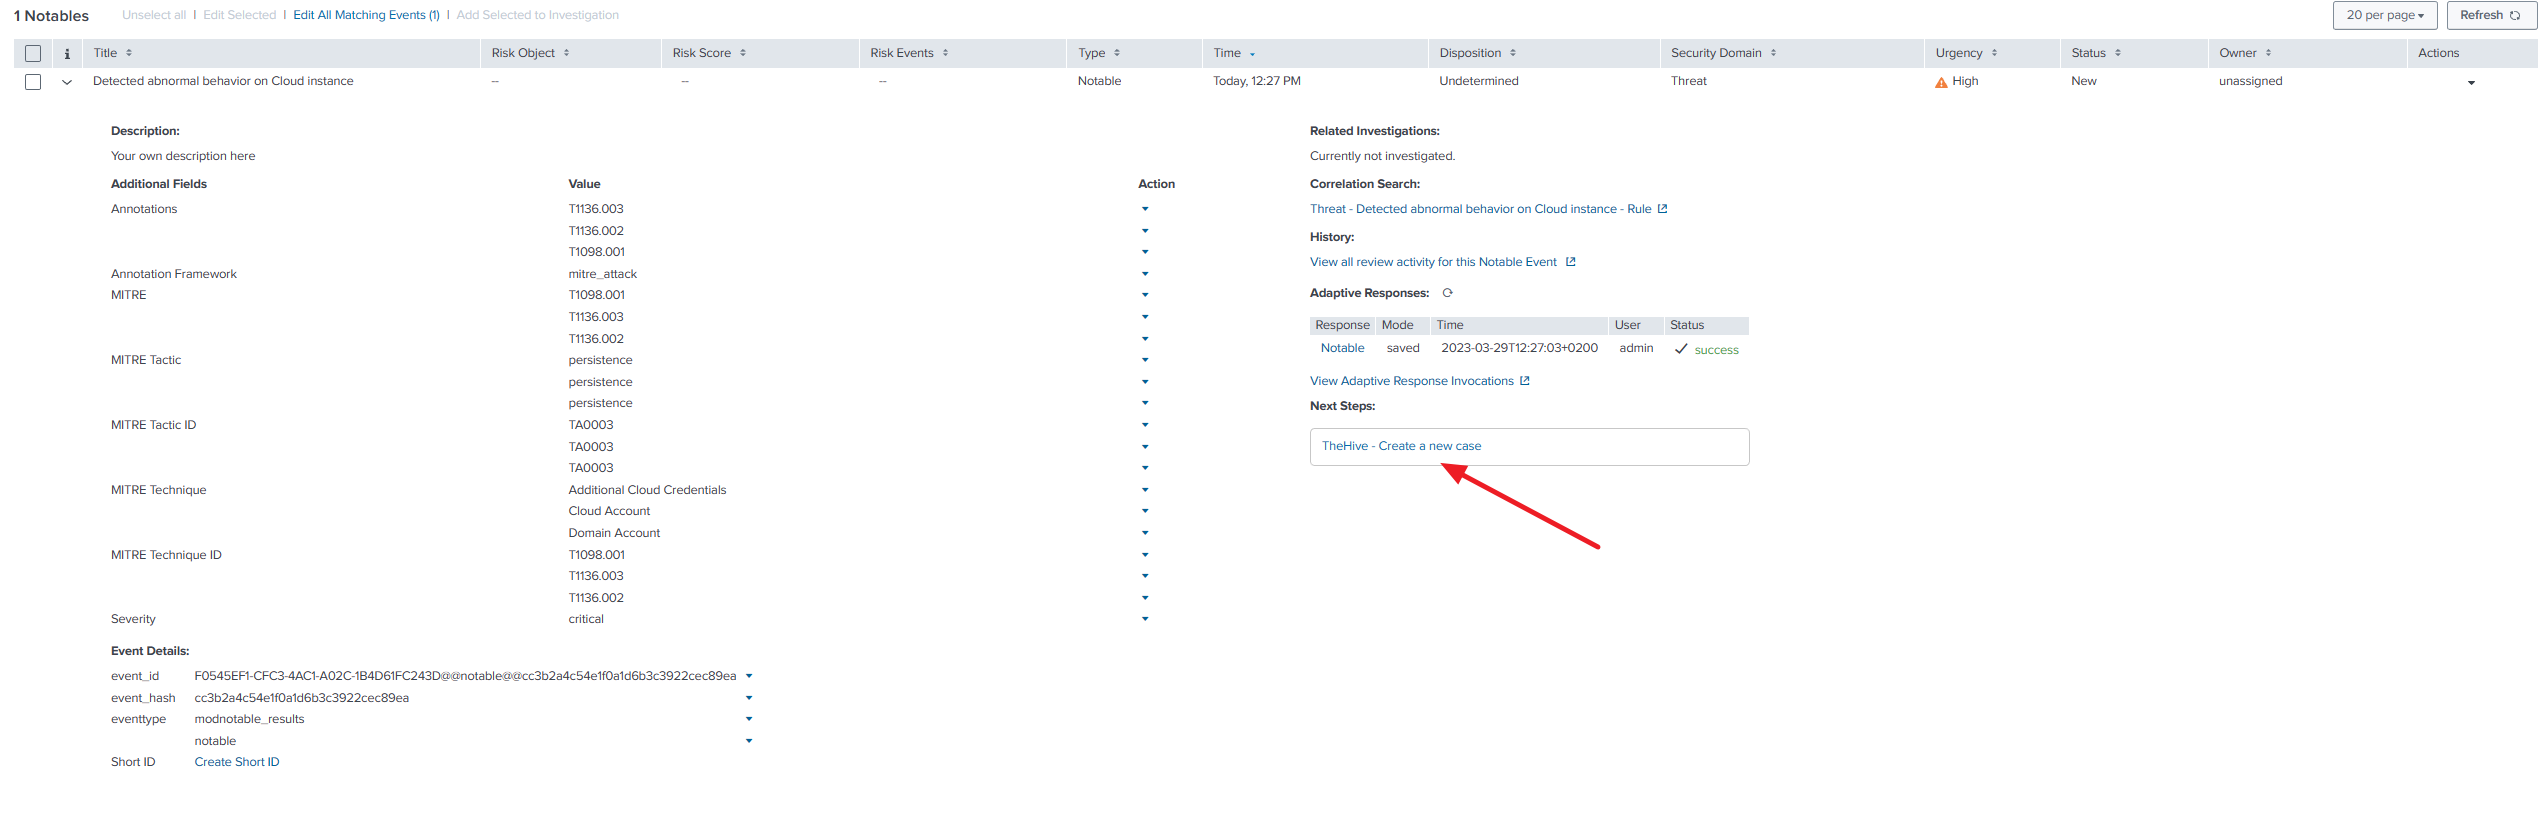 1 Notables Unselect all | Edit Selected | Edit All Matching Events (1) | Add Selected to Investigation 20 per page Refresh
i Title Risk Object Risk Score Risk Events Type Time Disposition Security Domain Urgency Status Owner Actions
Detected abnormal behavior on Cloud instance -- -- -- Notable Today, 12:27 PM Undetermined Threat High New unassigned
Description:
Your own description here
Additional Fields Value Action
Annotations T1136.003
T1136.002
T1098.001
Annotation Framework mitre_attack
MITRE T1098.001
T1136.003
T1136.002
MITRE Tactic persistence
persistence
persistence
MITRE Tactic ID TA0003
TA0003
TA0003
MITRE Technique Additional Cloud Credentials
Cloud Account
Domain Account
MITRE Technique ID T1098.001
T1136.003
T1136.002
Severity critical
Event Details:
event_id F0545EF1-CFC3-4AC1-A02C-1B4D61FC243D@@notable@@cc3b2a4c54e1f0a1d6b3c3922cec89ea
event_hash cc3b2a4c54e1f0a1d6b3c3922cec89ea
eventtype modnotable_results
notable
Short ID Create Short ID
Related Investigations:
Currently not investigated.
Correlation Search:
Threat - Detected abnormal behavior on Cloud instance - Rule
History:
View all review activity for this Notable Event
Adaptive Responses:
Response Mode Time User Status
Notable saved 2023-03-29T12:27:03+0200 admin success
View Adaptive Response Invocations
Next Steps:
TheHive - Create a new case